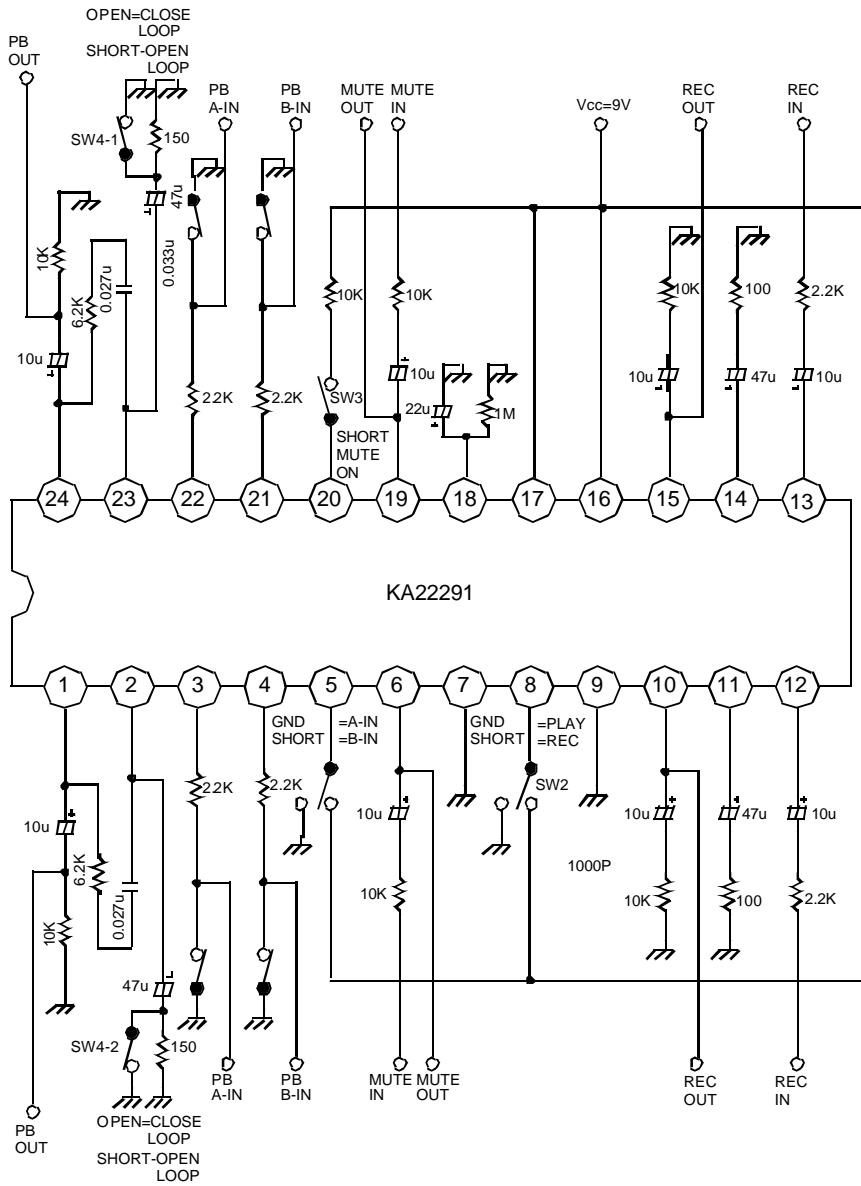 OPEN=CLOSE
LOOP
SHORT-OPEN
LOOP
PB
OUT
PB
A-IN
PB
B-IN
MUTE
OUT
MUTE
IN
Vcc=9V
REC
OUT
REC
IN
SW4-1
150
47u
0.033u
10K
6.2K
0.027u
10u
2.2K
2.2K
10K
SW3
SHORT
MUTE
ON
10K
10u
22u
1M
10K
10u
100
47u
2.2K
10u
24
23
22
21
20
19
18
17
16
15
14
13
KA22291
1
2
3
4
5
6
7
8
9
10
11
12
GND =A-IN
SHORT =B-IN
GND =PLAY
SHORT =REC
SW2
10u
6.2K
0.027u
10K
2.2K
2.2K
10u
10K
1000P
10u
10K
47u
100
10u
2.2K
47u
SW4-2
150
PB
OUT
OPEN=CLOSE
LOOP
SHORT-OPEN
LOOP
PB
A-IN
PB
B-IN
MUTE
IN
MUTE
OUT
REC
OUT
REC
IN